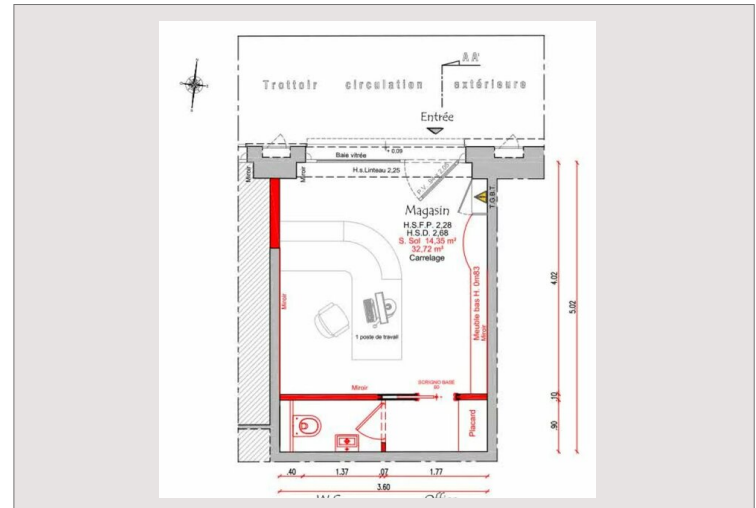 AA'
Trottoir circulation extérieure
Entrée
0.09
Baie vitrée
H.s.Linteau 2,25
Miroir
Miroir
T.G.B.T.
Magasin
H.S.F.P. 2,28
H.S.D. 2,68
S. Sol 14,35 m²
32,72 m²
Carrelage
Meuble bas H. 0m83
Miroir
Miroir
1 poste de travail
Miroir
Placard
4.02
5.02
.10
.90
.40 1.37 .07 1.77
3.60